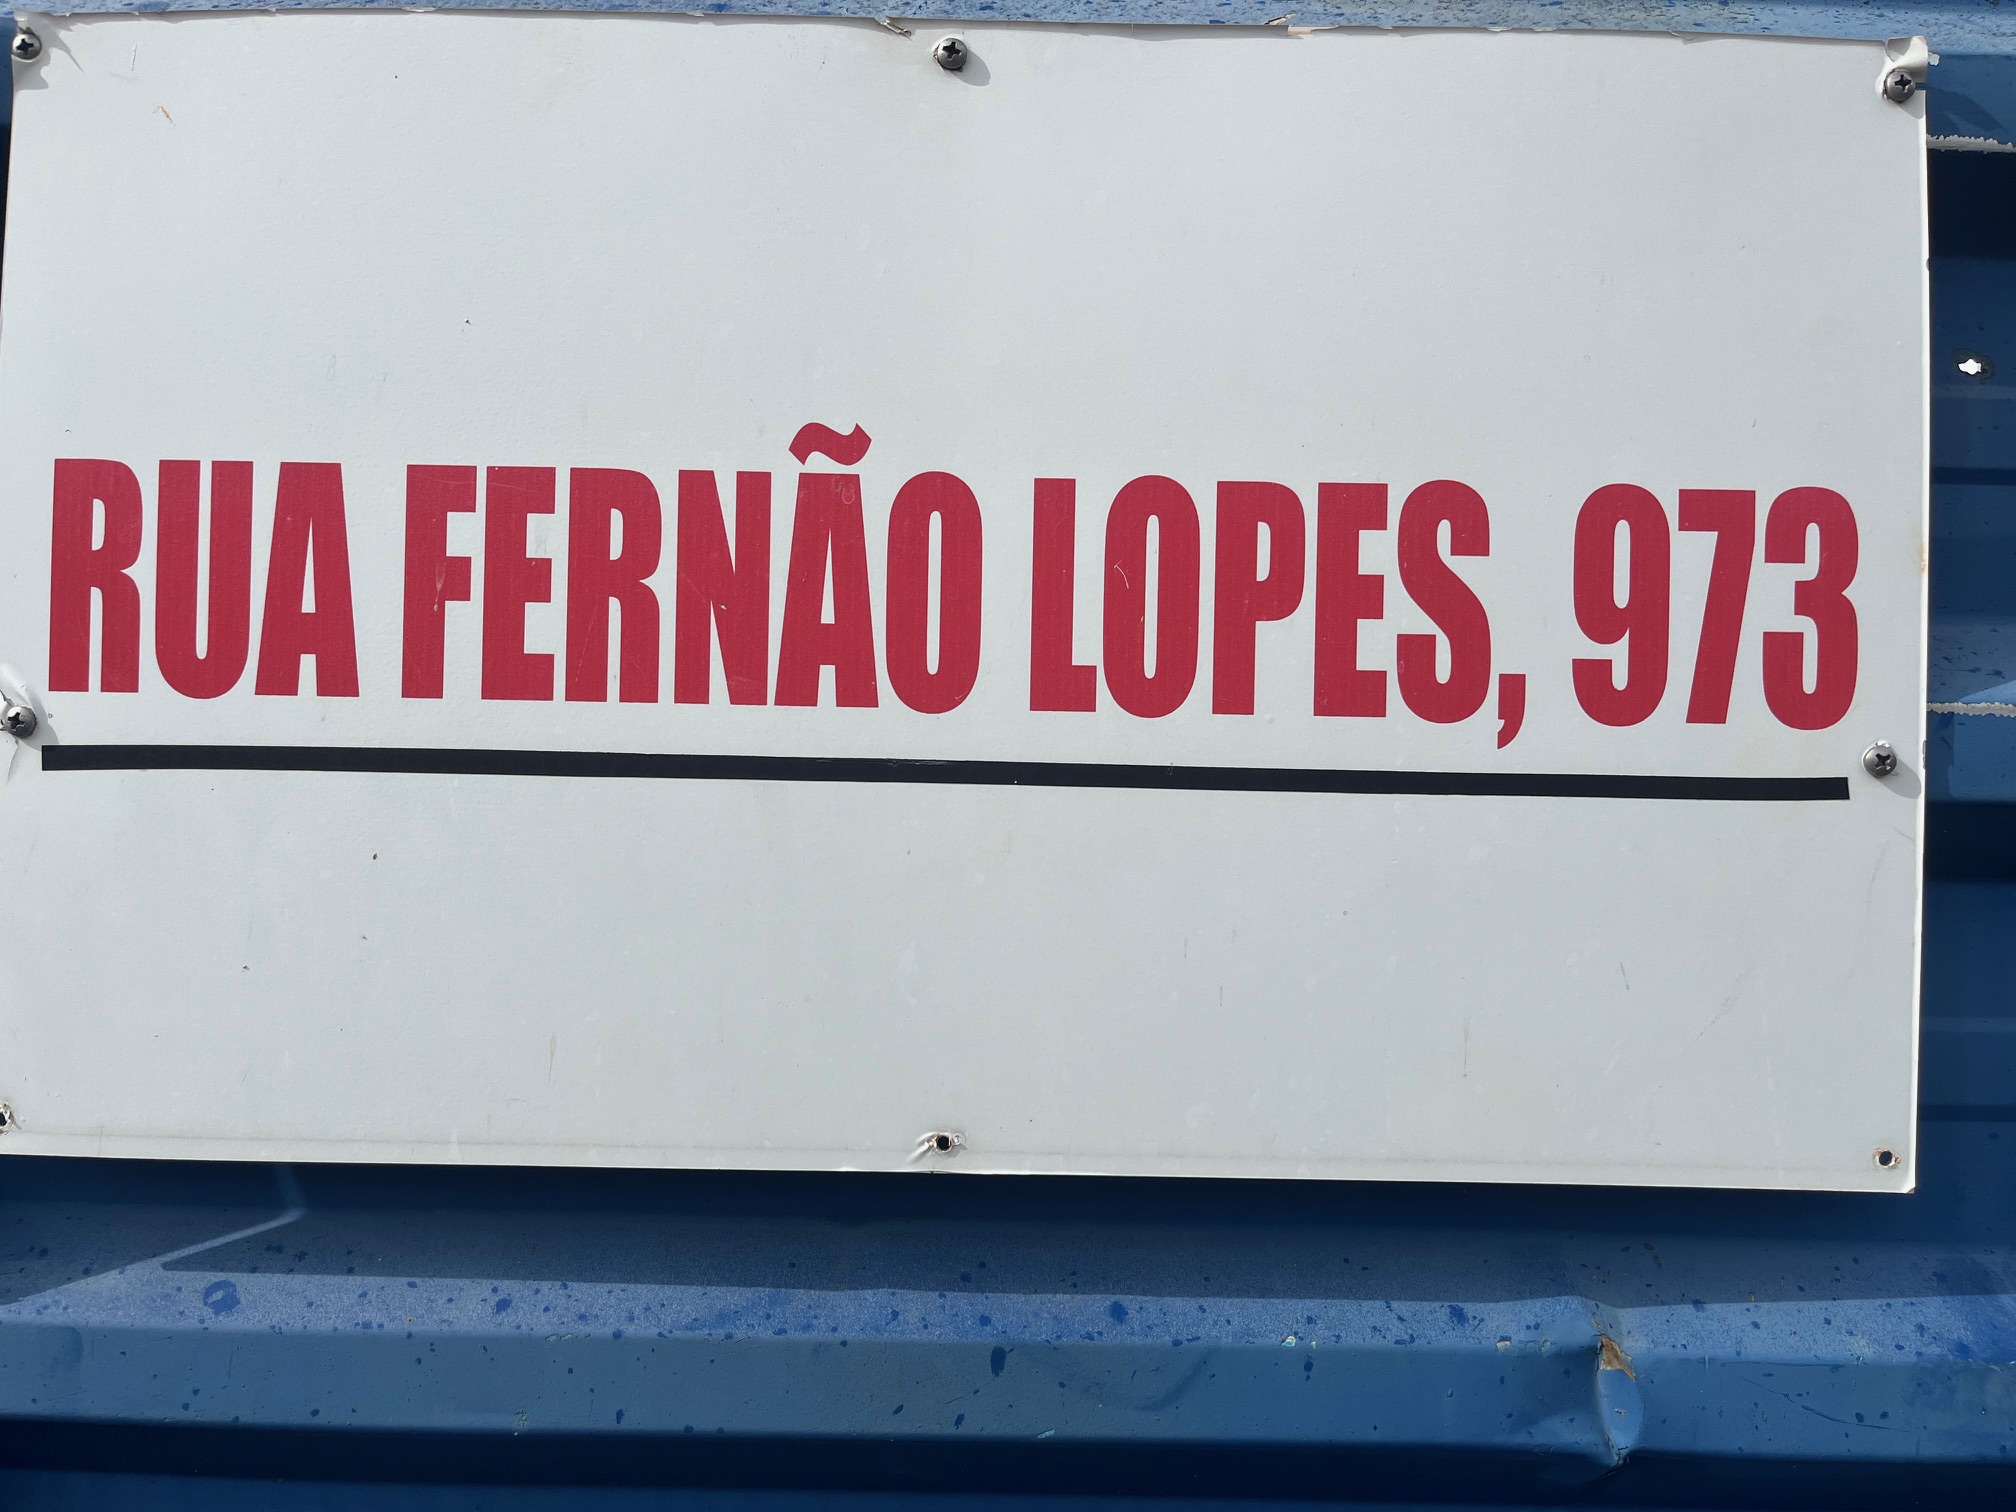 RUA FERNÃO LOPES, 973